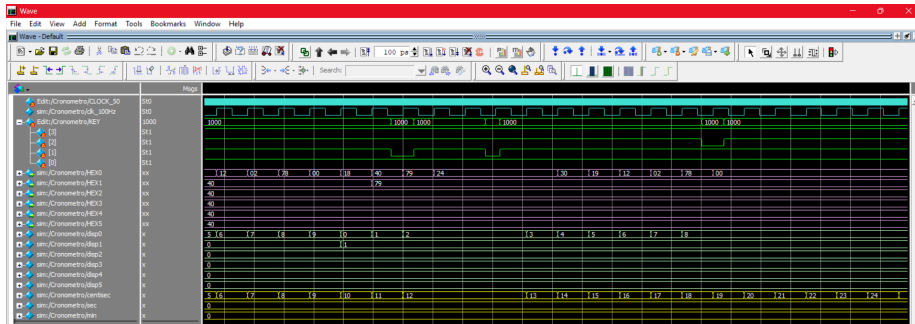 Wave
File Edit View Add Format Tools Bookmarks Window Help
Wave - Default
100 ps
Search:
Msgs
Edit:/Cronometro/CLOCK_50 St0
sim:/Cronometro/clk_100Hz St0
Edit:/Cronometro/KEY 1000 1000 1000 1000 1000 1000 1000
[3] St1
[2] St1
[1] St1
[0] St1
sim:/Cronometro/HEX0 xx 12 02 78 00 18 40 79 24 30 19 12 02 78 00
sim:/Cronometro/HEX1 xx 40 79
sim:/Cronometro/HEX2 xx 40
sim:/Cronometro/HEX3 xx 40
sim:/Cronometro/HEX4 xx 40
sim:/Cronometro/HEX5 xx 40
sim:/Cronometro/disp0 x 5 6 7 8 9 0 1 2 3 4 5 6 7 8
sim:/Cronometro/disp1 x 0 1
sim:/Cronometro/disp2 x 0
sim:/Cronometro/disp3 x 0
sim:/Cronometro/disp4 x 0
sim:/Cronometro/disp5 x 0
sim:/Cronometro/centisec x 5 6 7 8 9 10 11 12 13 14 15 16 17 18 19 20 21 22 23 24
sim:/Cronometro/sec x 0
sim:/Cronometro/min x 0